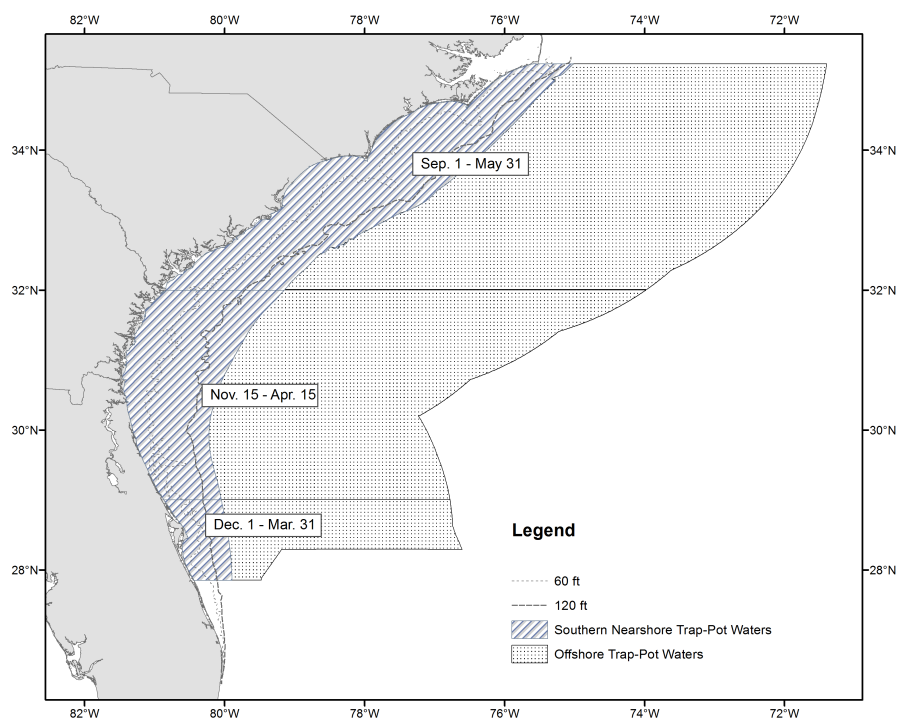 82°W 80°W 78°W 76°W 74°W 72°W
34°N 34°N
Sep. 1 - May 31
32°N 32°N
Nov. 15 - Apr. 15
30°N 30°N
Dec. 1 - Mar. 31
Legend
28°N 28°N
60 ft
120 ft
Southern Nearshore Trap-Pot Waters
Offshore Trap-Pot Waters
82°W 80°W 78°W 76°W 74°W 72°W